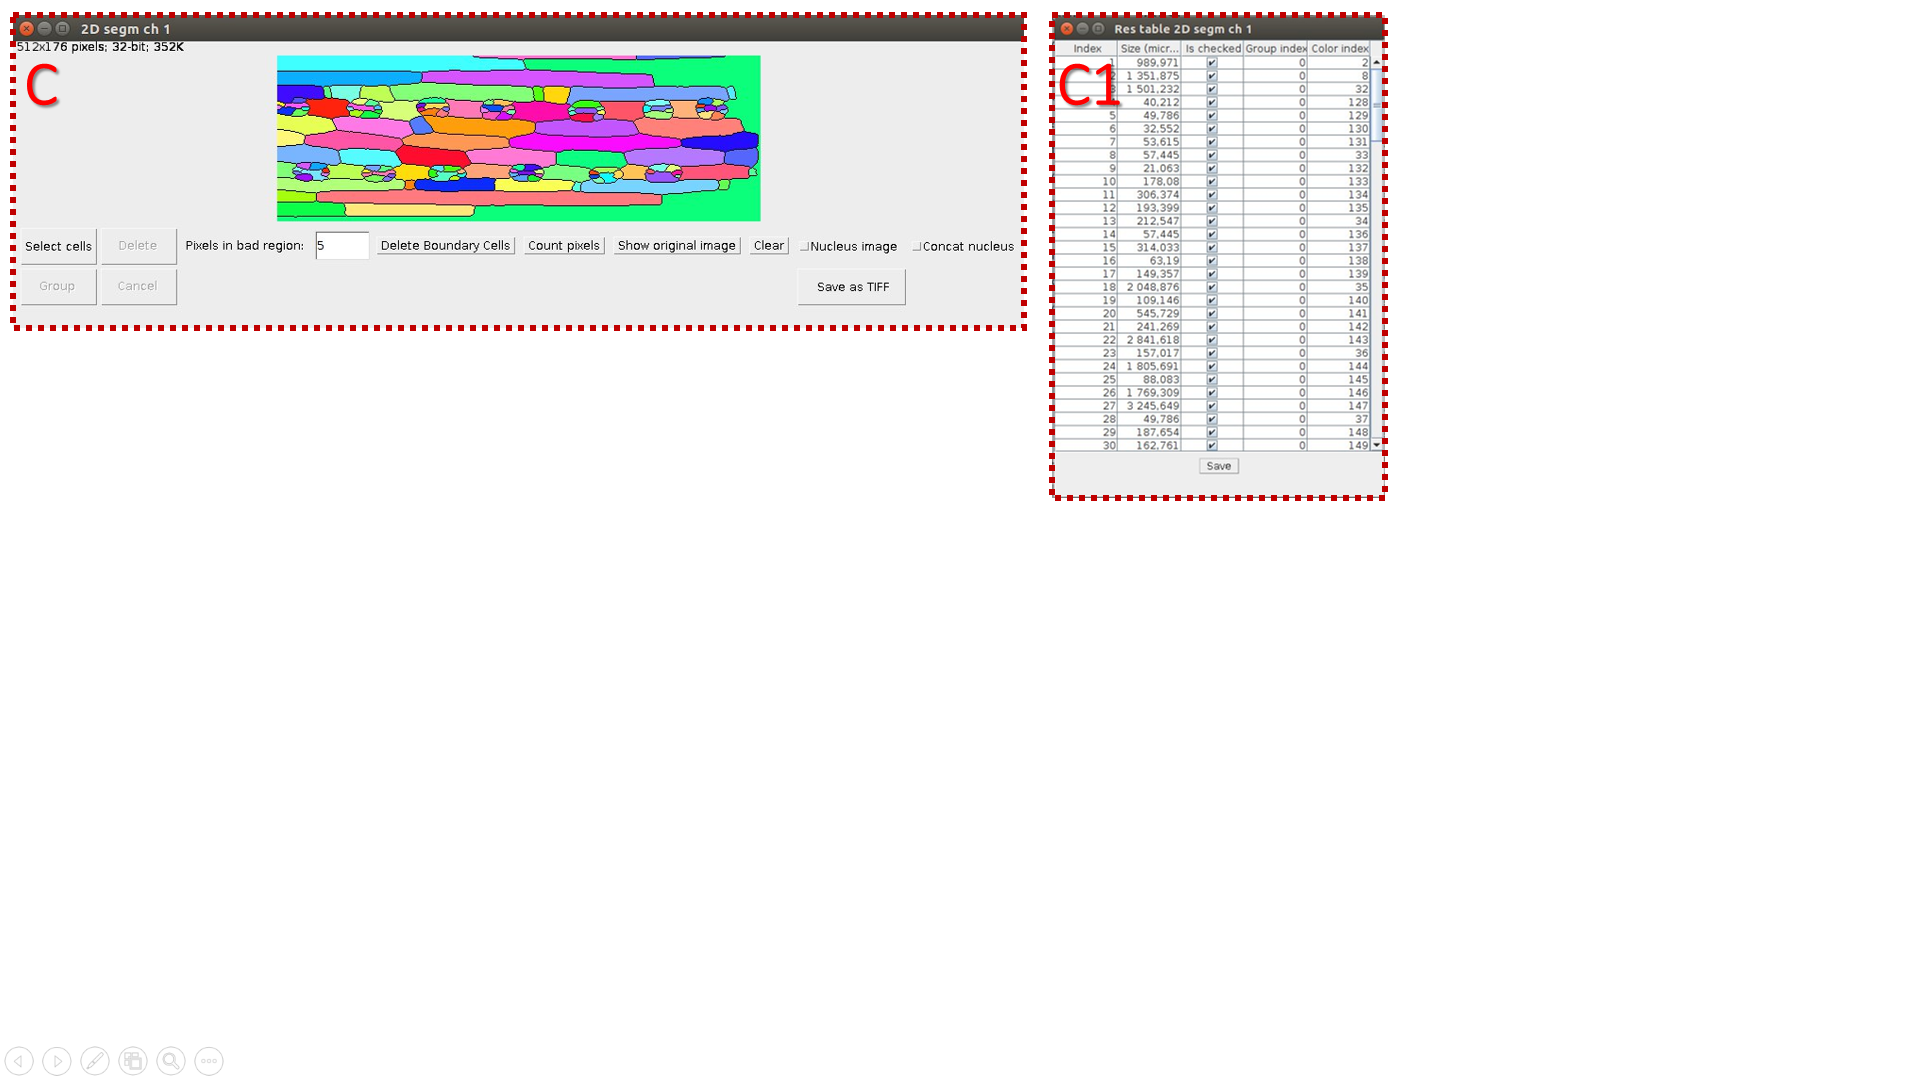 2D segm ch 1
512x176 pixels; 32-bit; 352K
C
Select cells Delete Pixels in bad region: 5 Delete Boundary Cells Count pixels Show original image Clear Nucleus image Concat nucleus
Group Cancel Save as TIFF
Res table 2D segm ch 1
Index Size (micr... Is checked Group index Color index
C1
1 989,971 0 2
2 1 351,875 0 8
3 1 501,232 0 32
40,212 0 128
5 49,786 0 129
6 32,552 0 130
7 53,615 0 131
8 57,445 0 33
9 21,063 0 132
10 178,08 0 133
11 306,374 0 134
12 193,399 0 135
13 212,547 0 34
14 57,445 0 136
15 314,033 0 137
16 63,19 0 138
17 149,357 0 139
18 2 048,876 0 35
19 109,146 0 140
20 545,729 0 141
21 241,269 0 142
22 2 841,618 0 143
23 157,017 0 36
24 1 805,691 0 144
25 88,083 0 145
26 1 769,309 0 146
27 3 245,649 0 147
28 49,786 0 37
29 187,654 0 148
30 162,761 0 149
Save